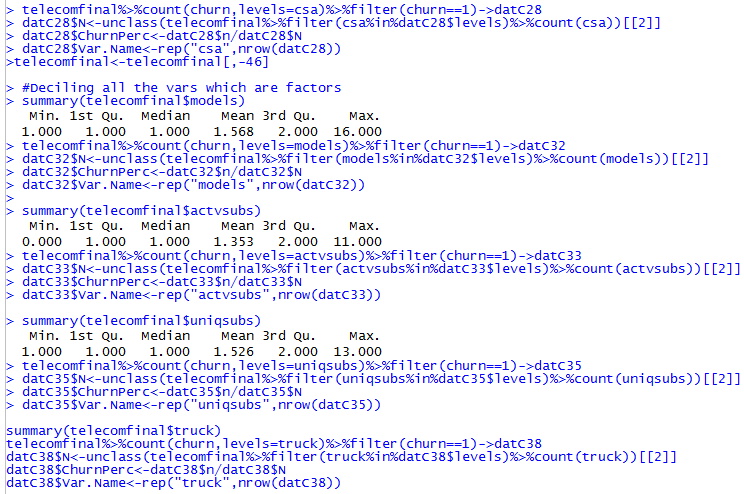 > telecomfinal%>%count(churn,levels=csa)%>%filter(churn==1)->datC28
> datC28$N<-unclass(telecomfinal%>%filter(csa%in%datC28$levels)%>%count(csa))[[2]]
> datC28$ChurnPerc<-datC28$n/datC28$N
> datC28$Var.Name<-rep("csa",nrow(datC28))
>telecomfinal<-telecomfinal[,-46]
> #Deciling all the vars which are factors
> summary(telecomfinal$models)
Min. 1st Qu. Median Mean 3rd Qu. Max.
1.000 1.000 1.000 1.568 2.000 16.000
> telecomfinal%>%count(churn,levels=models)%>%filter(churn==1)->datC32
> datC32$N<-unclass(telecomfinal%>%filter(models%in%datC32$levels)%>%count(models))[[2]]
> datC32$ChurnPerc<-datC32$n/datC32$N
> datC32$Var.Name<-rep("models",nrow(datC32))
>
> summary(telecomfinal$actvsubs)
Min. 1st Qu. Median Mean 3rd Qu. Max.
0.000 1.000 1.000 1.353 2.000 11.000
> telecomfinal%>%count(churn,levels=actvsubs)%>%filter(churn==1)->datC33
> datC33$N<-unclass(telecomfinal%>%filter(actvsubs%in%datC33$levels)%>%count(actvsubs))[[2]]
> datC33$ChurnPerc<-datC33$n/datC33$N
> datC33$Var.Name<-rep("actvsubs",nrow(datC33))
> summary(telecomfinal$uniqsubs)
Min. 1st Qu. Median Mean 3rd Qu. Max.
1.000 1.000 1.000 1.526 2.000 13.000
> telecomfinal%>%count(churn,levels=uniqsubs)%>%filter(churn==1)->datC35
> datC35$N<-unclass(telecomfinal%>%filter(uniqsubs%in%datC35$levels)%>%count(uniqsubs))[[2]]
> datC35$ChurnPerc<-datC35$n/datC35$N
> datC35$Var.Name<-rep("uniqsubs",nrow(datC35))
summary(telecomfinal$truck)
telecomfinal%>%count(churn,levels=truck)%>%filter(churn==1)->datC38
datC38$N<-unclass(telecomfinal%>%filter(truck%in%datC38$levels)%>%count(truck))[[2]]
datC38$ChurnPerc<-datC38$n/datC38$N
datC38$Var.Name<-rep("truck",nrow(datC38))